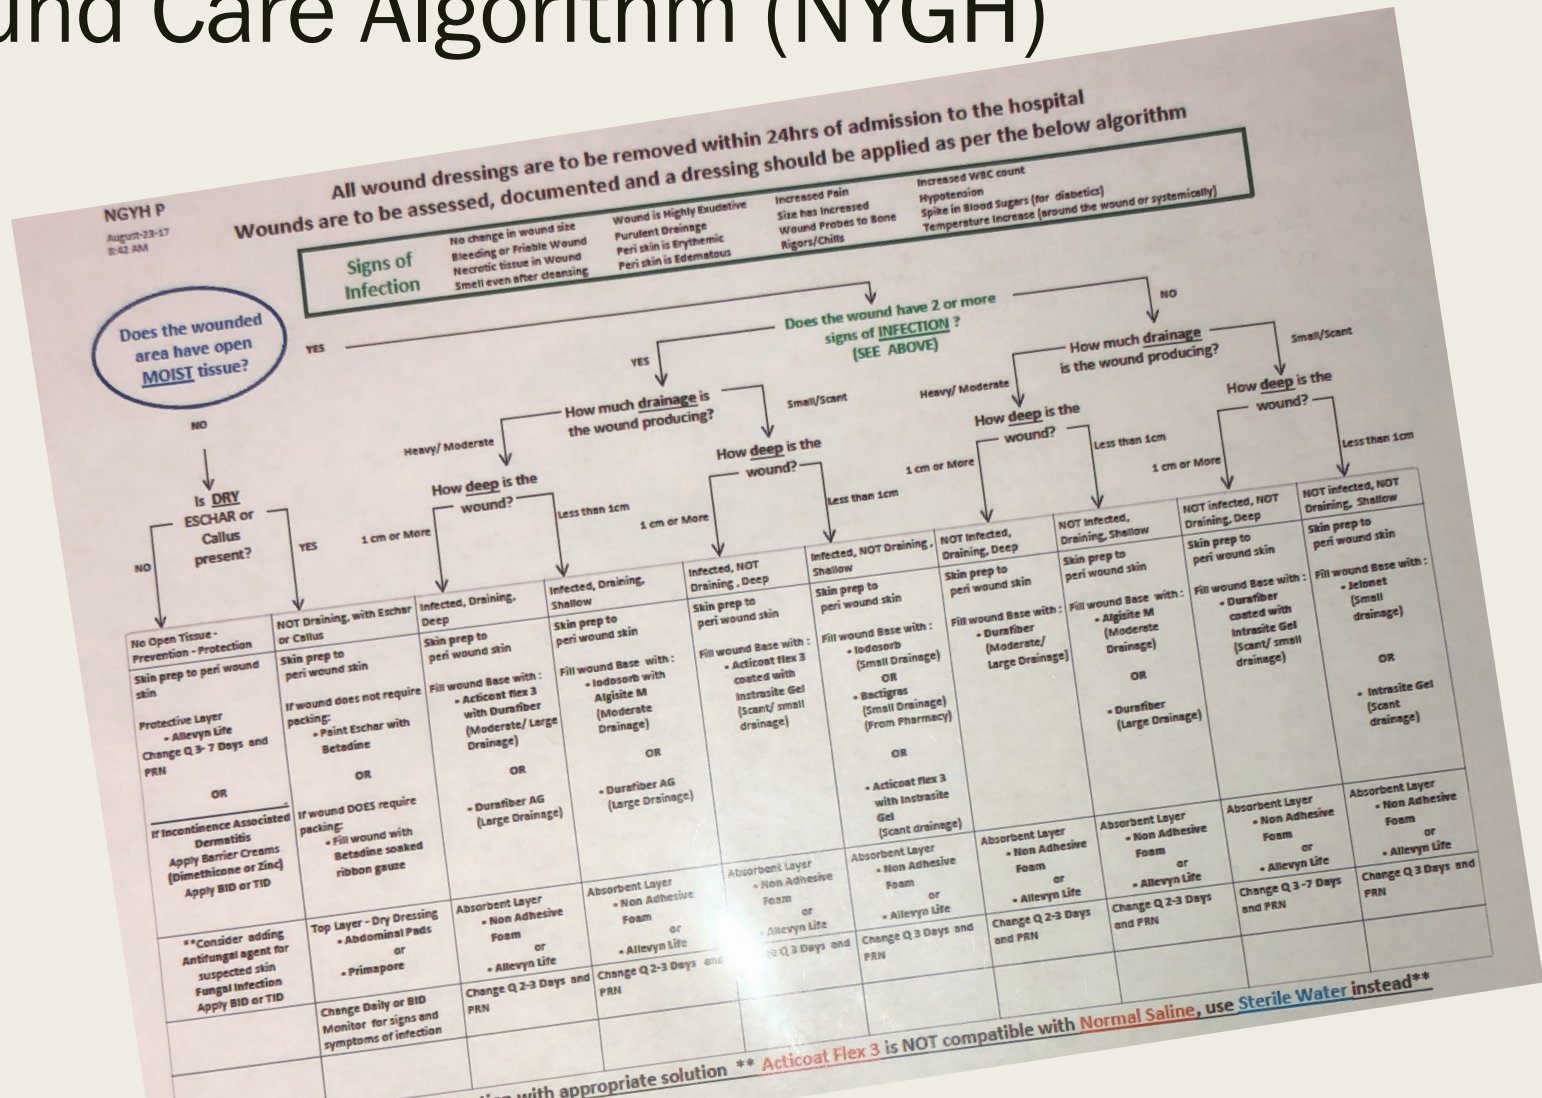 und Care Algorithm (NYGH)
NGYH P
August-23-17
8:42 AM
All wound dressings are to be removed within 24hrs of admission to the hospital
Wounds are to be assessed, documented and a dressing should be applied as per the below algorithm
Signs of
Infection
No change in wound size
Bleeding or Friable Wound
Necrotic tissue in Wound
Smell even after cleansing
Wound is Highly Exudative
Purulent Drainage
Peri skin is Erythemic
Peri skin is Edematous
Increased Pain
Size has Increased
Wound Probes to Bone
Rigors/Chills
Increased WBC count
Hypotension
Spike in Blood Sugars (for diabetics)
Temperature Increase (around the wound or systemically)
Does the wounded
area have open
MOIST tissue?
YES
NO
Does the wound have 2 or more
signs of INFECTION ?
(SEE ABOVE)
YES
NO
How much drainage is
the wound producing?
Heavy/ Moderate
Small/Scant
How much drainage
is the wound producing?
Heavy/ Moderate
Small/Scant
Is DRY
ESCHAR or
Callus
present?
NO
YES
How deep is the
wound?
1 cm or More
Less than 1cm
How deep is the
wound?
1 cm or More
Less than 1cm
How deep is the
wound?
1 cm or More
Less than 1cm
How deep is the
wound?
1 cm or More
Less than 1cm
No Open Tissue -
Prevention - Protection
Skin prep to peri wound
skin
Protective Layer
• Allevyn Life
Change Q 3- 7 Days and
PRN
OR
If Incontinence Associated
Dermatitis
Apply Barrier Creams
(Dimethicone or Zinc)
Apply BID or TID
**Consider adding
Antifungal agent for
suspected skin
Fungal Infection
Apply BID or TID
NOT Draining, with Eschar
or Callus
Skin prep to
peri wound skin
If wound does not require
packing:
• Paint Eschar with
Betadine
OR
If wound DOES require
packing:
• Fill wound with
Betadine soaked
ribbon gauze
Top Layer - Dry Dressing
• Abdominal Pads
or
• Primapore
Change Daily or BID
Monitor for signs and
symptoms of infection
Infected, Draining,
Deep
Skin prep to
peri wound skin
Fill wound Base with :
• Acticoat flex 3
with Durafiber
(Moderate/ Large
Drainage)
OR
• Durafiber AG
(Large Drainage)
Absorbent Layer
• Non Adhesive
Foam
or
• Allevyn Life
Change Q 2-3 Days and
PRN
Infected, Draining,
Shallow
Skin prep to
peri wound skin
Fill wound Base with :
• Iodosorb with
Algisite M
(Moderate
Drainage)
OR
• Durafiber AG
(Large Drainage)
Absorbent Layer
• Non Adhesive
Foam
or
• Allevyn Life
Change Q 2-3 Days and
PRN
Infected, NOT
Draining , Deep
Skin prep to
peri wound skin
Fill wound Base with :
• Acticoat flex 3
coated with
Instrasite Gel
(Scant/ small
drainage)
Absorbent Layer
• Non Adhesive
Foam
or
• Allevyn Life
Q 3 Days and
Infected, NOT Draining,
Shallow
Skin prep to
peri wound skin
Fill wound Base with :
• Iodosorb
(Small Drainage)
OR
• Bactigras
(Small Drainage)
(From Pharmacy)
OR
• Acticoat flex 3
with Instrasite
Gel
(Scant drainage)
Absorbent Layer
• Non Adhesive
Foam
or
• Allevyn Life
Change Q 3 Days and
PRN
NOT Infected,
Draining, Deep
Skin prep to
peri wound skin
Fill wound Base with :
• Durafiber
(Moderate/
Large Drainage)
Absorbent Layer
• Non Adhesive
Foam
or
• Allevyn Life
Change Q 2-3 Days
and PRN
NOT Infected,
Draining, Shallow
Skin prep to
peri wound skin
Fill wound Base with :
• Algisite M
(Moderate
Drainage)
OR
• Durafiber
(Large Drainage)
Absorbent Layer
• Non Adhesive
Foam
or
• Allevyn Life
Change Q 2-3 Days
and PRN
NOT infected, NOT
Draining, Deep
Skin prep to
peri wound skin
Fill wound Base with :
• Durafiber
coated with
Intrasite Gel
(Scant/ small
drainage)
Absorbent Layer
• Non Adhesive
Foam
or
• Allevyn Life
Change Q 3 -7 Days
and PRN
NOT infected, NOT
Draining, Shallow
Skin prep to
peri wound skin
Fill wound Base with :
• Jelonet
(Small
drainage)
OR
• Intrasite Gel
(Scant
drainage)
Absorbent Layer
• Non Adhesive
Foam
or
• Allevyn Life
Change Q 3 Days and
PRN
with appropriate solution ** Acticoat Flex 3 is NOT compatible with Normal Saline, use Sterile Water instead**